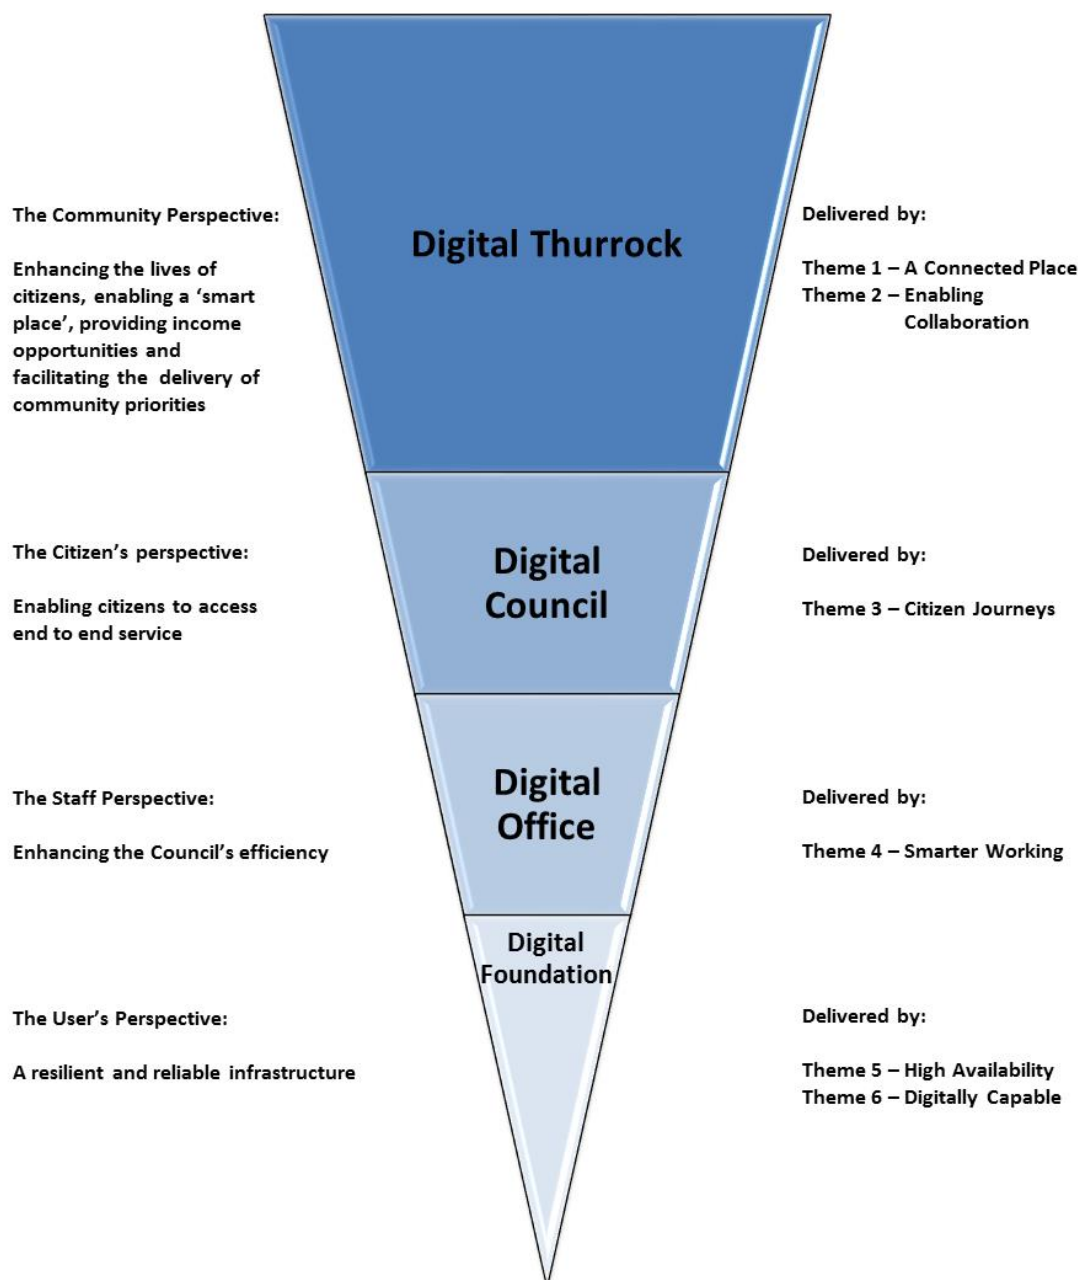 The Community Perspective:
Enhancing the lives of
citizens, enabling a ‘smart
place’, providing income
opportunities and
facilitating the delivery of
community priorities
Digital Thurrock
Delivered by:
Theme 1 – A Connected Place
Theme 2 – Enabling
Collaboration
The Citizen’s perspective:
Enabling citizens to access
end to end service
Digital
Council
Delivered by:
Theme 3 – Citizen Journeys
The Staff Perspective:
Enhancing the Council’s efficiency
Digital
Office
Delivered by:
Theme 4 – Smarter Working
The User’s Perspective:
A resilient and reliable infrastructure
Digital
Foundation
Delivered by:
Theme 5 – High Availability
Theme 6 – Digitally Capable